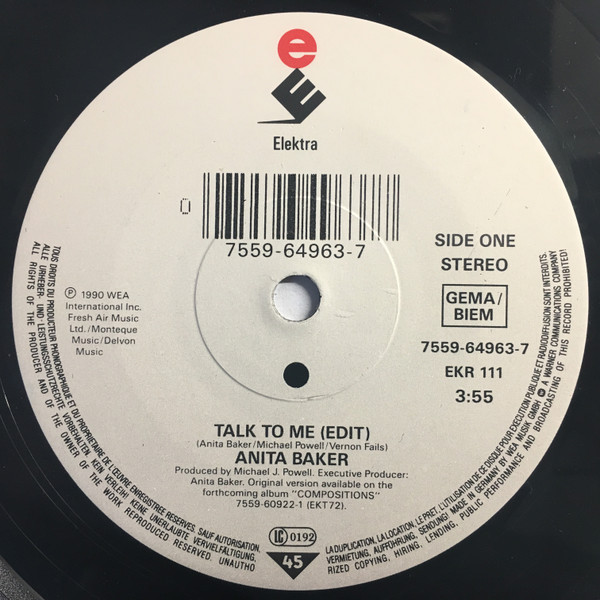 e
E
Elektra
0
7559-64963-7
SIDE ONE
STEREO
GEMA/
BIEM
7559-64963-7
EKR 111
3:55
℗ 1990 WEA
International Inc.
Fresh Air Music
Ltd./Monteque
Music/Delvon
Music
TALK TO ME (EDIT)
(Anita Baker/Michael Powell/Vernon Fails)
ANITA BAKER
Produced by Michael J. Powell. Executive Producer:
Anita Baker. Original version available on the
forthcoming album "COMPOSITIONS"
7559-60922-1 (EKT72).
LC 0192
45
TOUS DROITS DU PRODUCTEUR PHONOGRAPHIQUE ET DU PROPRIETAIRE DE L'ŒUVRE ENREGISTREE RESERVES. SAUF AUTORISATION.
LA DUPLICATION, LA LOCATION, LE PRET, L'UTILISATION DE CE DISQUE POUR EXECUTION PUBLIQUE ET RADIODIFFUSION SONT INTERDITS.
ALLE URHEBER- UND LEISTUNGSSCHUTZRECHTE VORBEHALTEN. KEIN VERLEIH! KEINE UNERLAUBTE VERVIELFÄLTIGUNG,
VERMIETUNG, AUFFÜHRUNG, SENDUNG! MADE IN GERMANY BY WEA MUSIK GMBH A WARNER COMMUNICATIONS COMPANY
ALL RIGHTS OF THE PRODUCER AND OF THE OWNER OF THE WORK REPRODUCED RESERVED. UNAUTHO
RIZED COPYING, HIRING, LENDING, PUBLIC PERFORMANCE AND BROADCASTING OF THIS RECORD PROHIBITED!